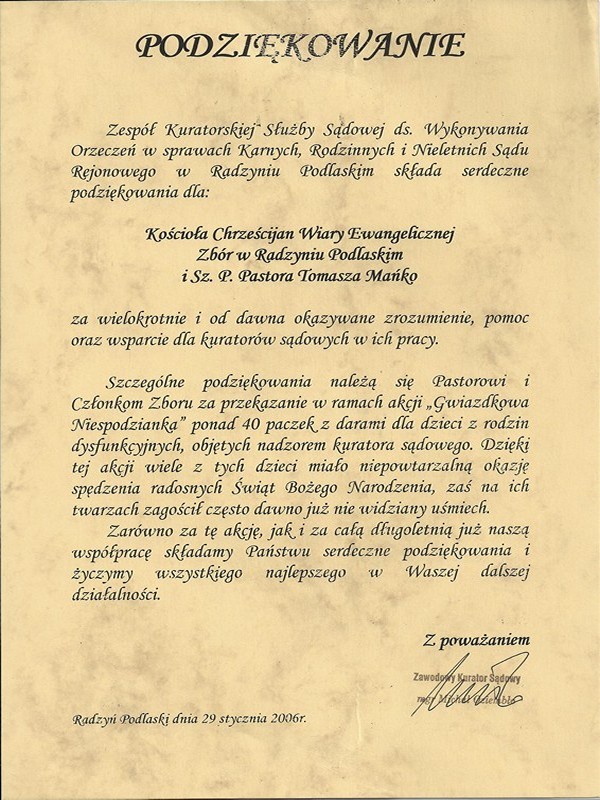 PODZIĘKOWANIE
Zespół Kuratorskiej Służby Sądowej ds. Wykonywania
Orzeczeń w sprawach Karnych, Rodzinnych i Nieletnich Sądu
Rejonowego w Radzyniu Podlaskim składa serdeczne
podziękowania dla:
Kościoła Chrześcijan Wiary Ewangelicznej
Zbór w Radzyniu Podlaskim
i Sz. P. Pastora Tomasza Mańko
za wielokrotnie i od dawna okazywane zrozumienie, pomoc
oraz wsparcie dla kuratorów sądowych w ich pracy.
Szczególne podziękowania należą się Pastorowi i
Członkom Zboru za przekazanie w ramach akcji „Gwiazdkowa
Niespodzianka” ponad 40 paczek z darami dla dzieci z rodzin
dysfunkcyjnych, objętych nadzorem kuratora sądowego. Dzięki
tej akcji wiele z tych dzieci miało niepowtarzalną okazję
spędzenia radosnych Świąt Bożego Narodzenia, zaś na ich
twarzach zagościł często dawno już nie widziany uśmiech.
Zarówno za tę akcję, jak i za całą długoletnią już naszą
współpracę składamy Państwu serdeczne podziękowania i
życzymy wszystkiego najlepszego w Waszej dalszej
działalności.
Z poważaniem
Zawodowy Kurator Sądowy
mgr Michał
Radzyń Podlaski dnia 29 stycznia 2006r.